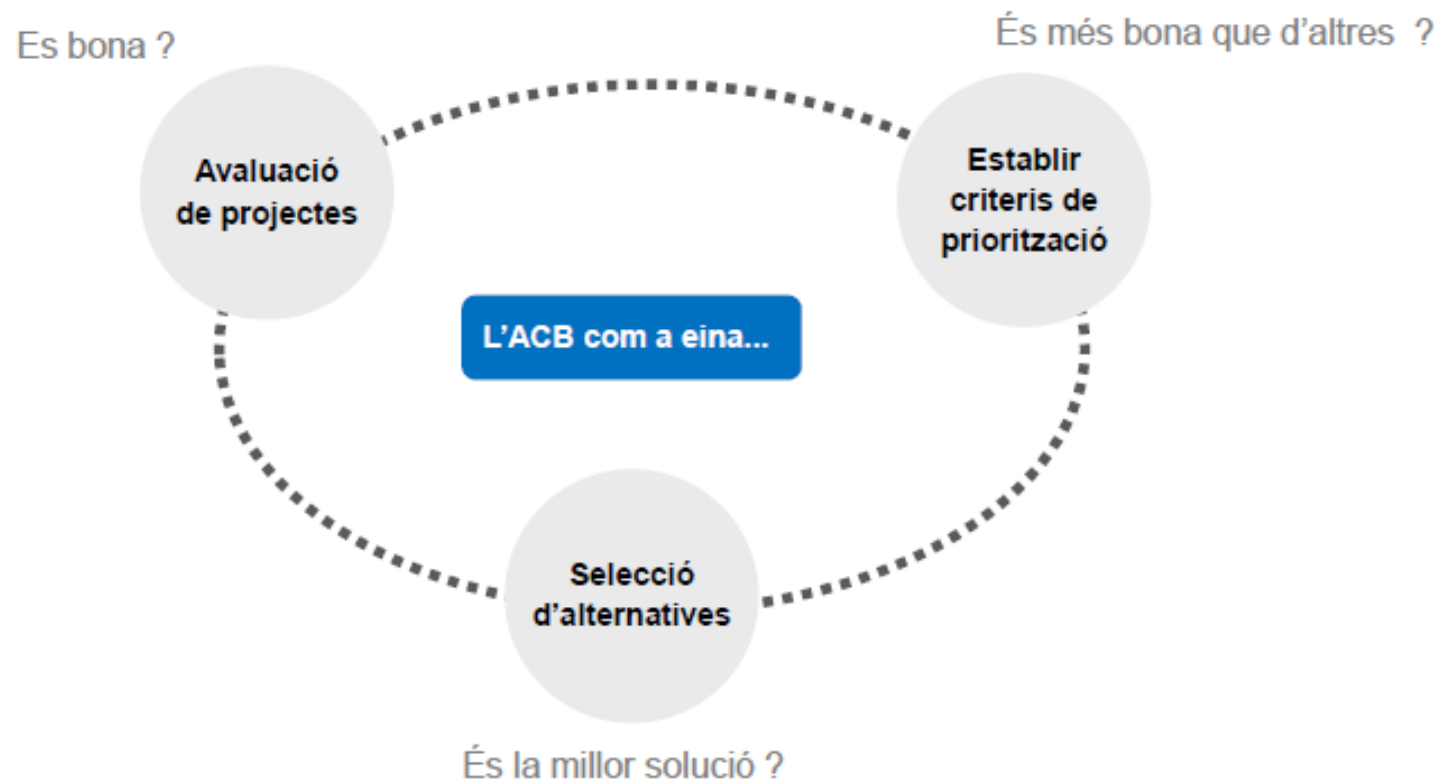 Es bona ?
És més bona que d'altres ?
Avaluació
de projectes
Establir
criteris de
priorització
L'ACB com a eina...
Selecció
d'alternatives
És la millor solució ?